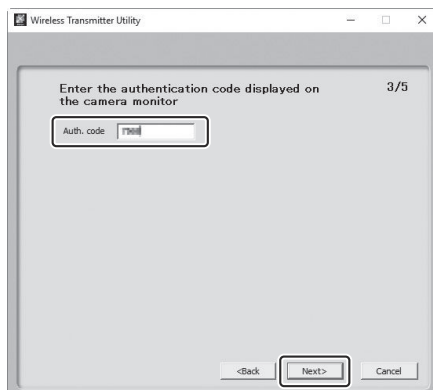 Wireless Transmitter Utility
Enter the authentication code displayed on
the camera monitor
3/5
Auth. code
<Back
Next>
Cancel